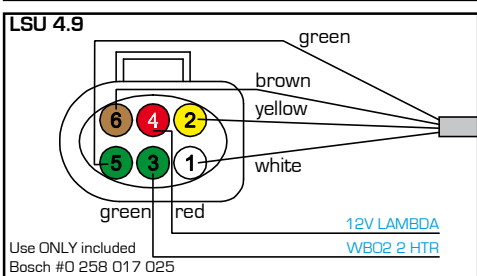 LSU 4.9
green
brown
6
4
2
yellow
5
3
1
white
green
red
12V LAMBDA
Use ONLY included
WBO2 2 HTR
Bosch #0 258 017 025